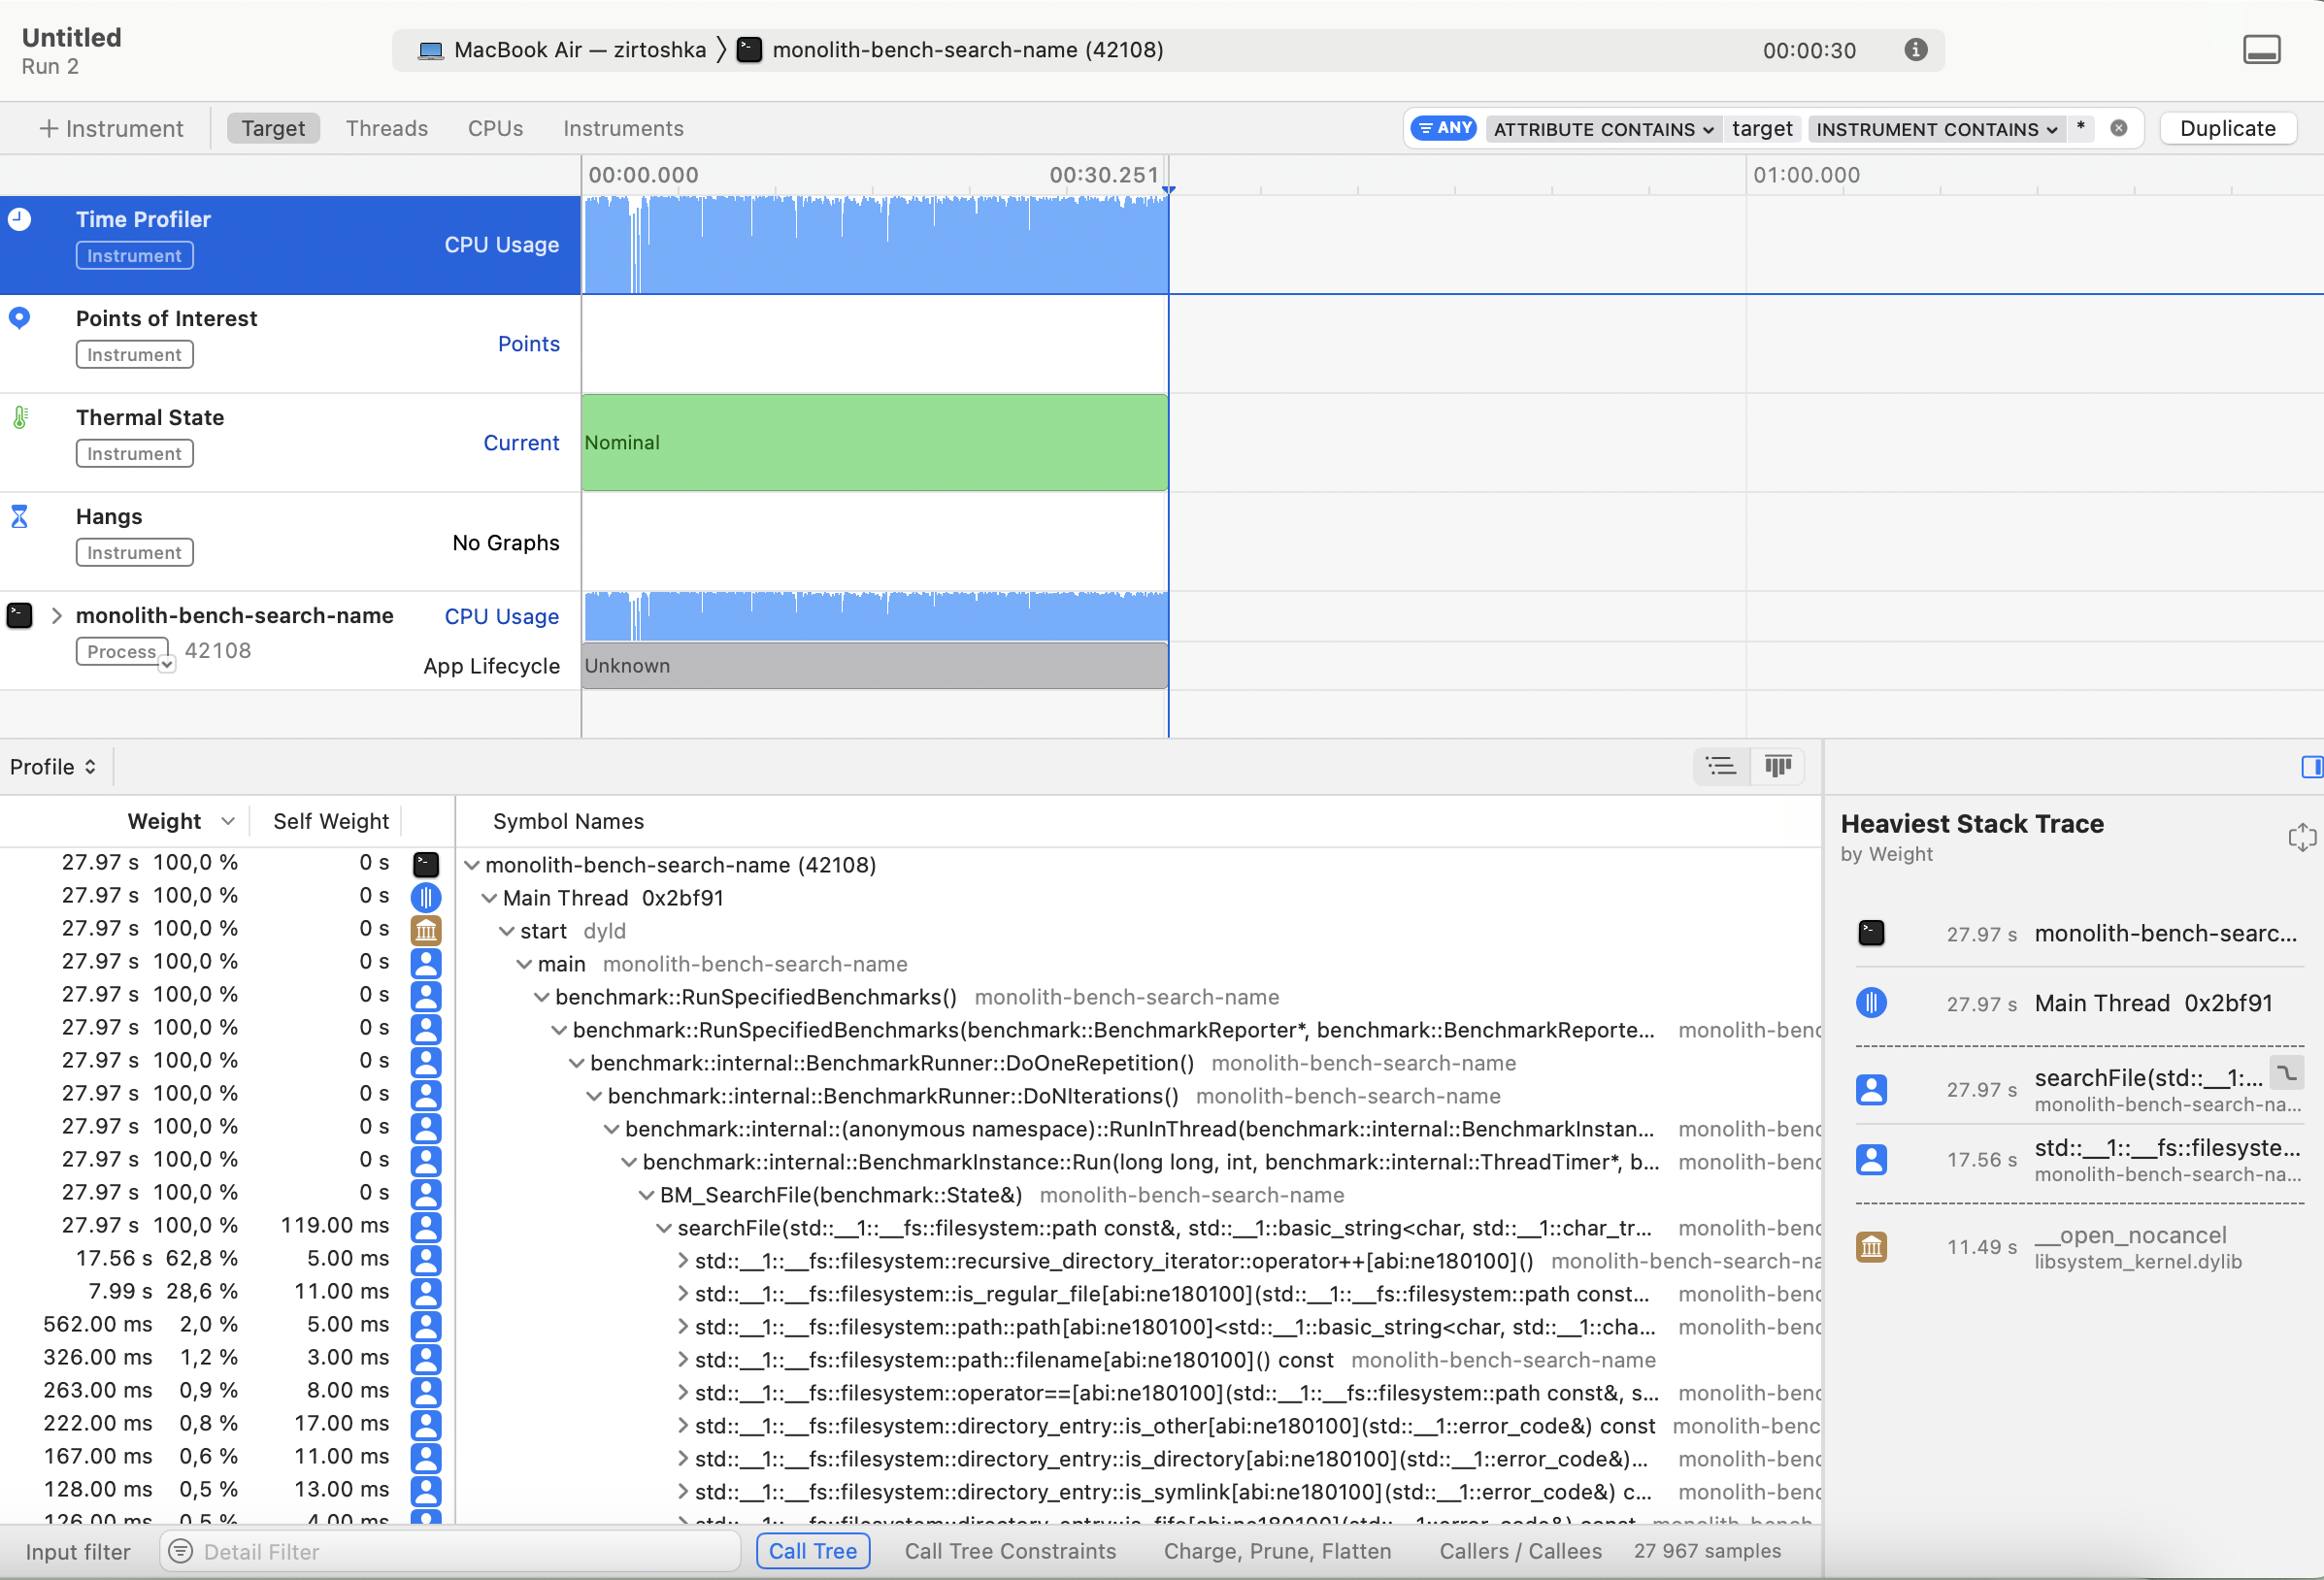 Untitled
Run 2
MacBook Air — zirtoshka
monolith-bench-search-name (42108)
00:00:30
Instrument
Target
Threads
CPUs
Instruments
ANY
ATTRIBUTE CONTAINS
target
INSTRUMENT CONTAINS
*
Duplicate
00:00.000
00:30.251
01:00.000
Time Profiler
Instrument
CPU Usage
Points of Interest
Instrument
Points
Thermal State
Instrument
Current
Nominal
Hangs
Instrument
No Graphs
monolith-bench-search-name
Process
42108
CPU Usage
App Lifecycle
Unknown
Profile
Weight Self Weight Symbol Names
27.97 s 100,0 % 0 s monolith-bench-search-name (42108)
27.97 s 100,0 % 0 s Main Thread 0x2bf91
27.97 s 100,0 % 0 s start dyld
27.97 s 100,0 % 0 s main monolith-bench-search-name
27.97 s 100,0 % 0 s benchmark::RunSpecifiedBenchmarks() monolith-bench-search-name
27.97 s 100,0 % 0 s benchmark::RunSpecifiedBenchmarks(benchmark::BenchmarkReporter*, benchmark::BenchmarkReporte... monolith-benc
27.97 s 100,0 % 0 s benchmark::internal::BenchmarkRunner::DoOneRepetition() monolith-bench-search-name
27.97 s 100,0 % 0 s benchmark::internal::BenchmarkRunner::DoNIterations() monolith-bench-search-name
27.97 s 100,0 % 0 s benchmark::internal::(anonymous namespace)::RunInThread(benchmark::internal::BenchmarkInstan... monolith-benc
27.97 s 100,0 % 0 s benchmark::internal::BenchmarkInstance::Run(long long, int, benchmark::internal::ThreadTimer*, b... monolith-benc
27.97 s 100,0 % 0 s BM_SearchFile(benchmark::State&) monolith-bench-search-name
27.97 s 100,0 % 119.00 ms searchFile(std::__1::__fs::filesystem::path const&, std::__1::basic_string<char, std::__1::char_tr... monolith-benc
17.56 s 62,8 % 5.00 ms std::__1::__fs::filesystem::recursive_directory_iterator::operator++[abi:ne180100]() monolith-bench-search-na
7.99 s 28,6 % 11.00 ms std::__1::__fs::filesystem::is_regular_file[abi:ne180100](std::__1::__fs::filesystem::path const... monolith-benc
562.00 ms 2,0 % 5.00 ms std::__1::__fs::filesystem::path::path[abi:ne180100]<std::__1::basic_string<char, std::__1::cha... monolith-benc
326.00 ms 1,2 % 3.00 ms std::__1::__fs::filesystem::path::filename[abi:ne180100]() const monolith-bench-search-name
263.00 ms 0,9 % 8.00 ms std::__1::__fs::filesystem::operator==[abi:ne180100](std::__1::__fs::filesystem::path const&, s... monolith-benc
222.00 ms 0,8 % 17.00 ms std::__1::__fs::filesystem::directory_entry::is_other[abi:ne180100](std::__1::error_code&) const monolith-benc
167.00 ms 0,6 % 11.00 ms std::__1::__fs::filesystem::directory_entry::is_directory[abi:ne180100](std::__1::error_code&)... monolith-benc
128.00 ms 0,5 % 13.00 ms std::__1::__fs::filesystem::directory_entry::is_symlink[abi:ne180100](std::__1::error_code&) c... monolith-benc
126.00 ms 0,5 % 4.00 ms std::__1::__fs::filesystem::directory_entry::is_fifo[abi:ne180100](std::__1::error_code&) const monolith-bench
Heaviest Stack Trace
by Weight
27.97 s monolith-bench-searc...
27.97 s Main Thread 0x2bf91
27.97 s searchFile(std::__1:...
monolith-bench-search-na...
17.56 s std::__1::__fs::filesyste...
monolith-bench-search-na...
11.49 s __open_nocancel
libsystem_kernel.dylib
Input filter
Detail Filter
Call Tree
Call Tree Constraints
Charge, Prune, Flatten
Callers / Callees
27 967 samples